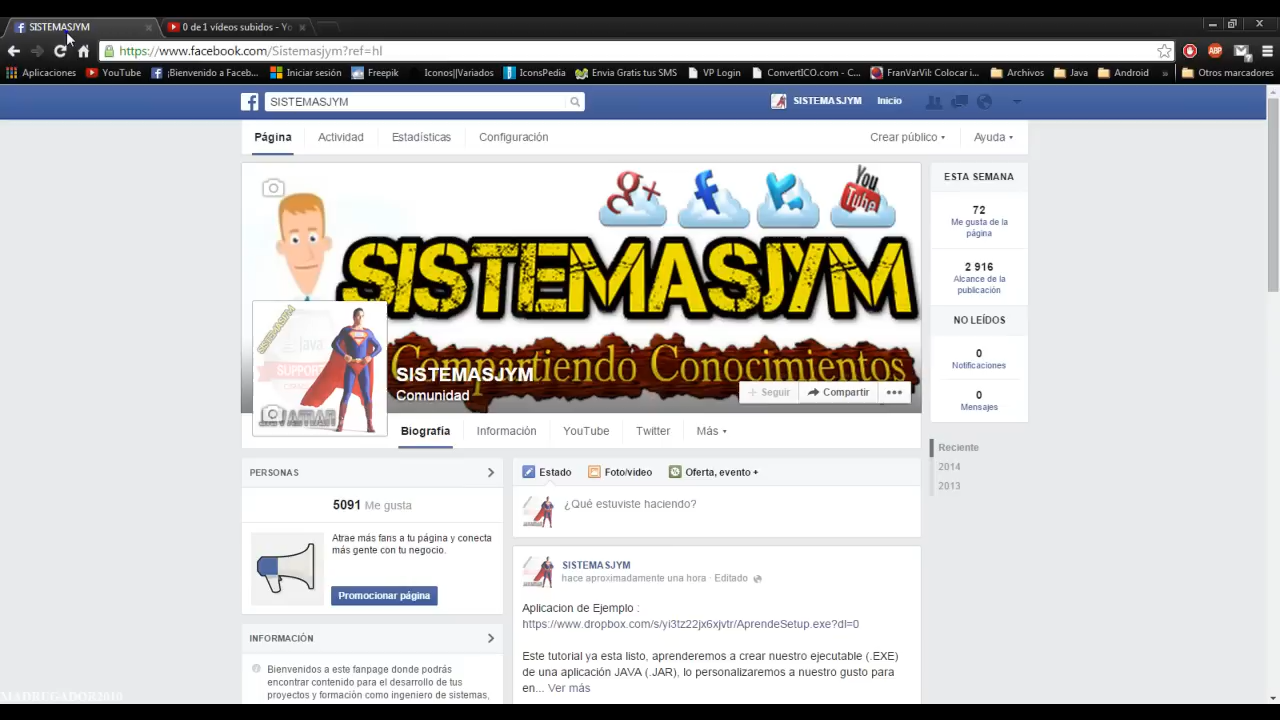 SISTEMASJYM
0 de 1 vídeos subidos - Yo
https://www.facebook.com/Sistemasjym?ref=hl
Aplicaciones YouTube ¡Bienvenido a Faceb... Iniciar sesión Freepik Iconos||Variados IconsPedia Envia Gratis tus SMS VP Login ConvertICO.com - C... FranVarVil: Colocar i... Archivos Java Android » Otros marcadores
SISTEMASJYM
SISTEMASJYM Inicio
Página Actividad Estadísticas Configuración Crear público Ayuda
ESTA SEMANA
72
Me gusta de la
página
2 916
Alcance de la
publicación
NO LEÍDOS
0
Notificaciones
0
Mensajes
You
Tube
SISTEMASJYM
Compartiendo Conocimientos
SISTEMASJYM
Java
SUPPORT
SISTEMASJYM
Comunidad
Seguir Compartir
Biografía Información YouTube Twitter Más
Reciente
2014
2013
PERSONAS
5091 Me gusta
Atrae más fans a tu página y conecta
más gente con tu negocio.
Promocionar página
INFORMACIÓN
Bienvenidos a este fanpage donde podrás
encontrar contenido para el desarrollo de tus
proyectos y formación como ingeniero de sistemas,
Estado Foto/video Oferta, evento +
¿Qué estuviste haciendo?
SISTEMASJYM
hace aproximadamente una hora · Editado
Aplicacion de Ejemplo :
https://www.dropbox.com/s/yi3tz22jx6xjvtr/AprendeSetup.exe?dl=0
Este tutorial ya esta listo, aprenderemos a crear nuestro ejecutable (.EXE)
de una aplicación JAVA (.JAR), lo personalizaremos a nuestro gusto para
en... Ver más
MADRUGADOR2010